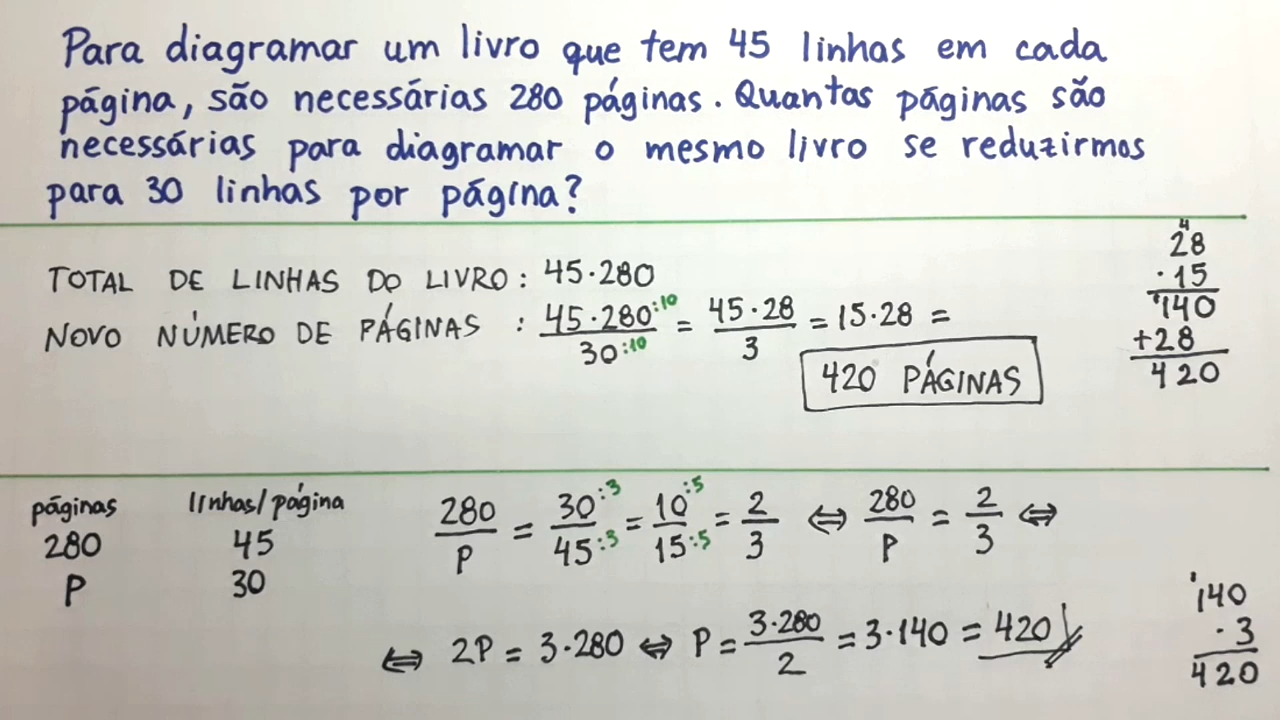 Para diagramar um livro que tem 45 linhas em cada
página, são necessárias 280 páginas. Quantas páginas são
necessárias para diagramar o mesmo livro se reduzirmos
para 30 linhas por página?
TOTAL DE LINHAS DO LIVRO: 45·280
NOVO NÚMERO DE PÁGINAS : 45·280:10 / 30:10 = 45·28 / 3 = 15·28 =
420 PÁGINAS
4
28
·15
1140
+28
420
páginas linhas/página
280 45
P 30
280/P = 30:3 / 45:3 = 10:5 / 15:5 = 2/3 ⇔ 280/P = 2/3 ⇔
⇔ 2P = 3·280 ⇔ P = 3·280 / 2 = 3·140 = 420
1140
·3
420